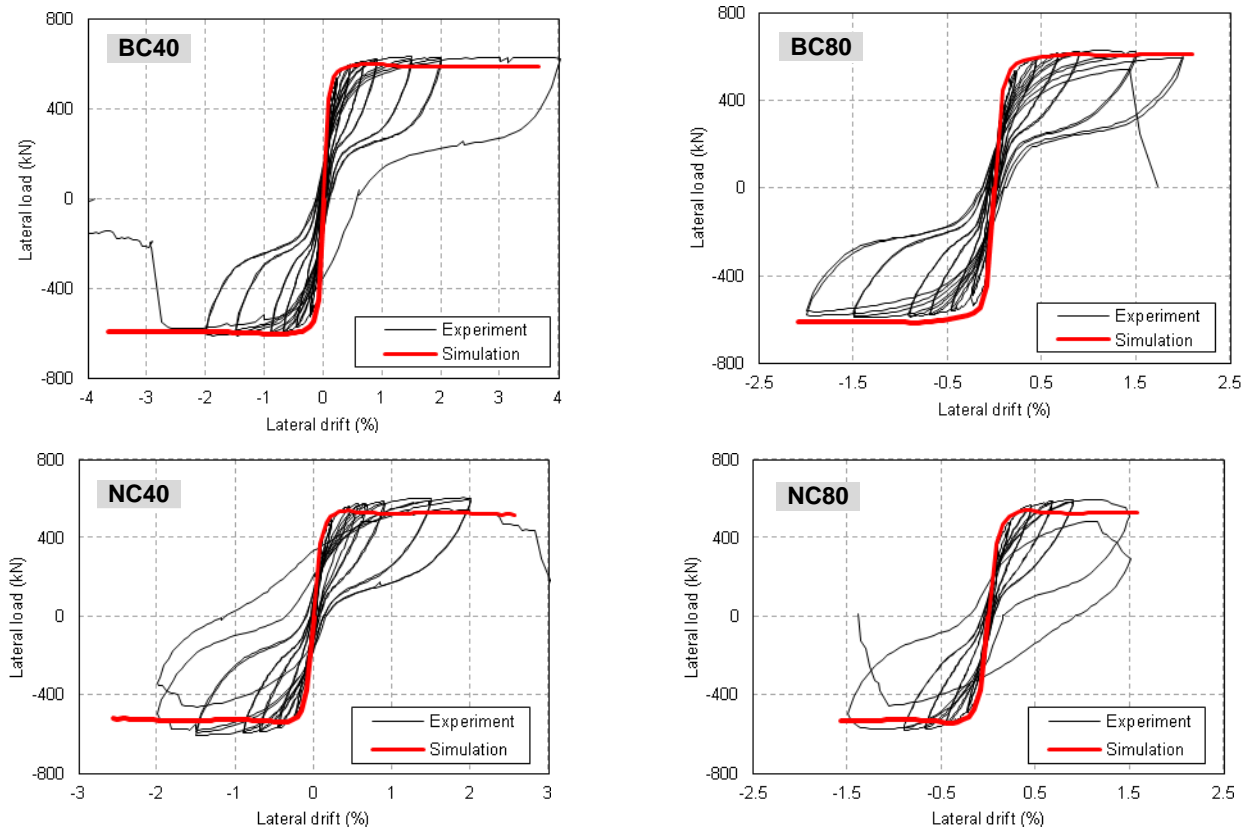 BC40
800
400
0
-400
-800
Lateral load (kN)
-4 -3 -2 -1 0 1 2 3 4
Lateral drift (%)
Experiment
Simulation
BC80
800
400
0
-400
-800
Lateral load (kN)
-2.5 -1.5 -0.5 0.5 1.5 2.5
Lateral drift (%)
Experiment
Simulation
NC40
800
400
0
-400
-800
Lateral load (kN)
-3 -2 -1 0 1 2 3
Lateral drift (%)
Experiment
Simulation
NC80
800
400
0
-400
-800
Lateral load (kN)
-2.5 -1.5 -0.5 0.5 1.5 2.5
Lateral drift (%)
Experiment
Simulation